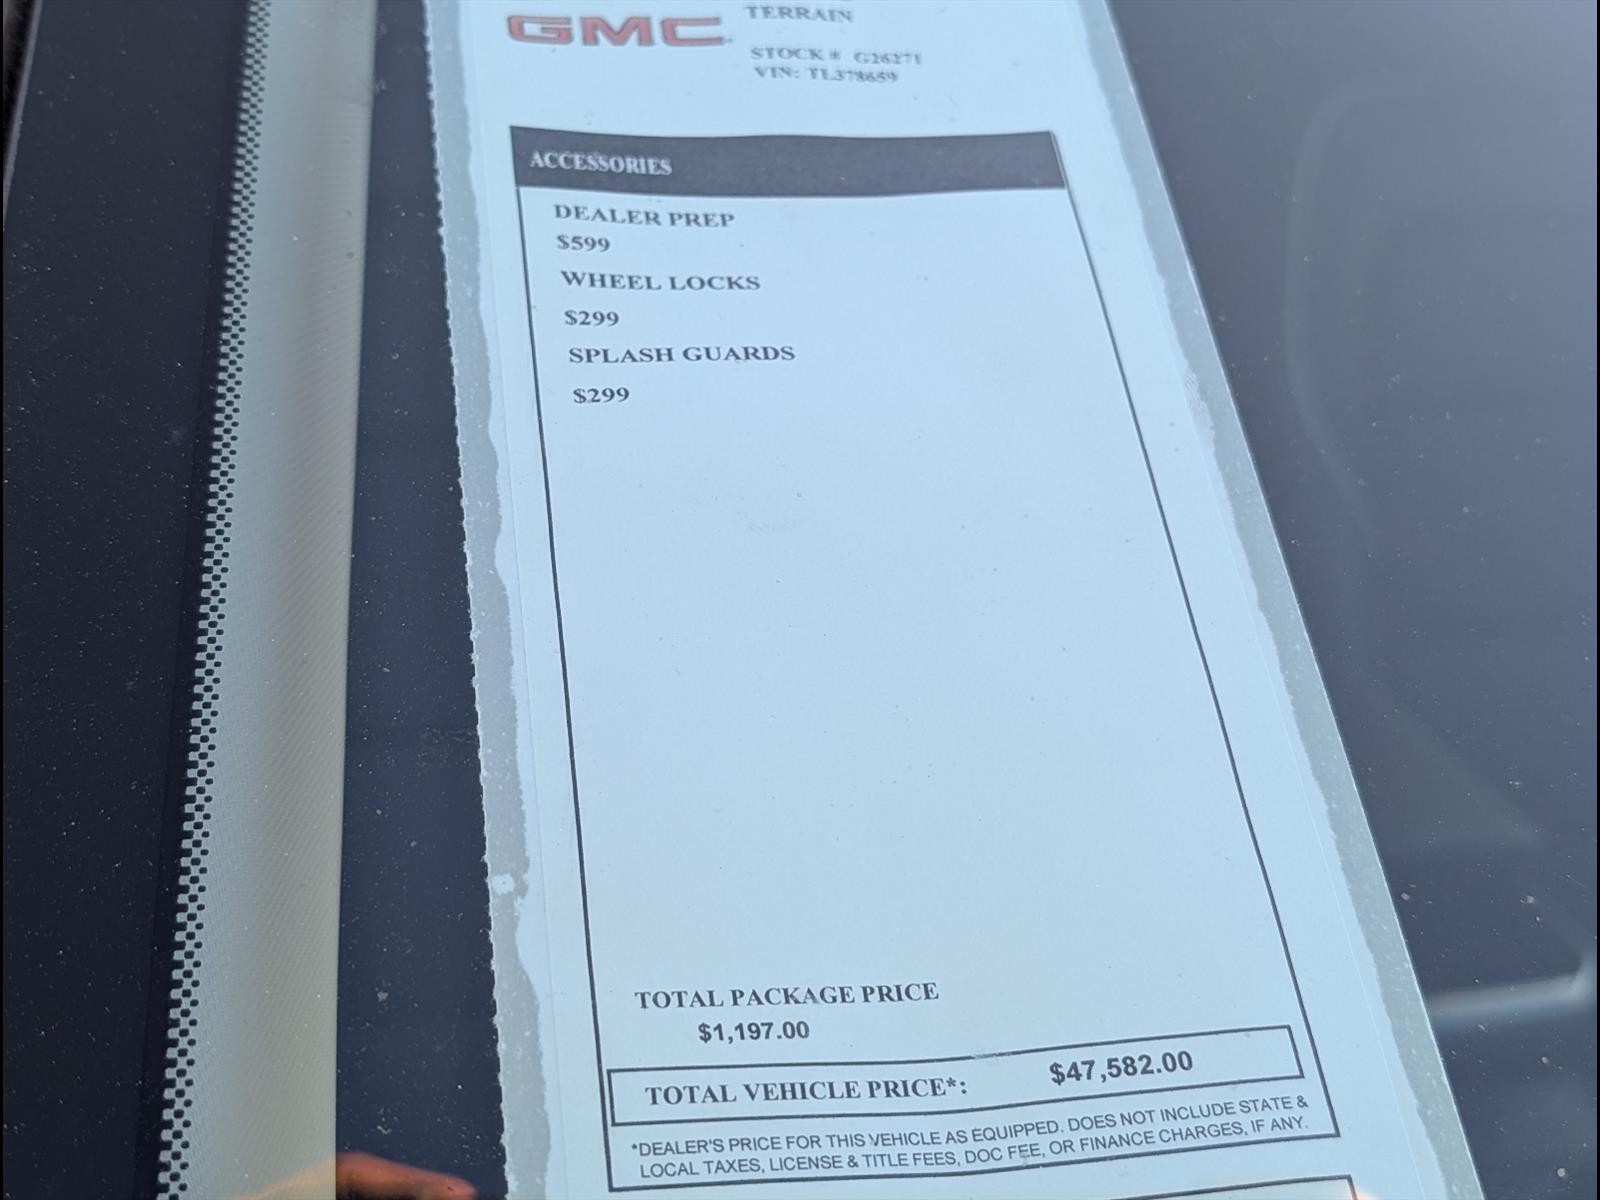 GMC
TERRAIN
STOCK # G26271
VIN: TL378659
ACCESSORIES
DEALER PREP
$599
WHEEL LOCKS
$299
SPLASH GUARDS
$299
TOTAL PACKAGE PRICE
$1,197.00
TOTAL VEHICLE PRICE*: $47,582.00
*DEALER'S PRICE FOR THIS VEHICLE AS EQUIPPED. DOES NOT INCLUDE STATE &
LOCAL TAXES, LICENSE & TITLE FEES, DOC FEE, OR FINANCE CHARGES, IF ANY.